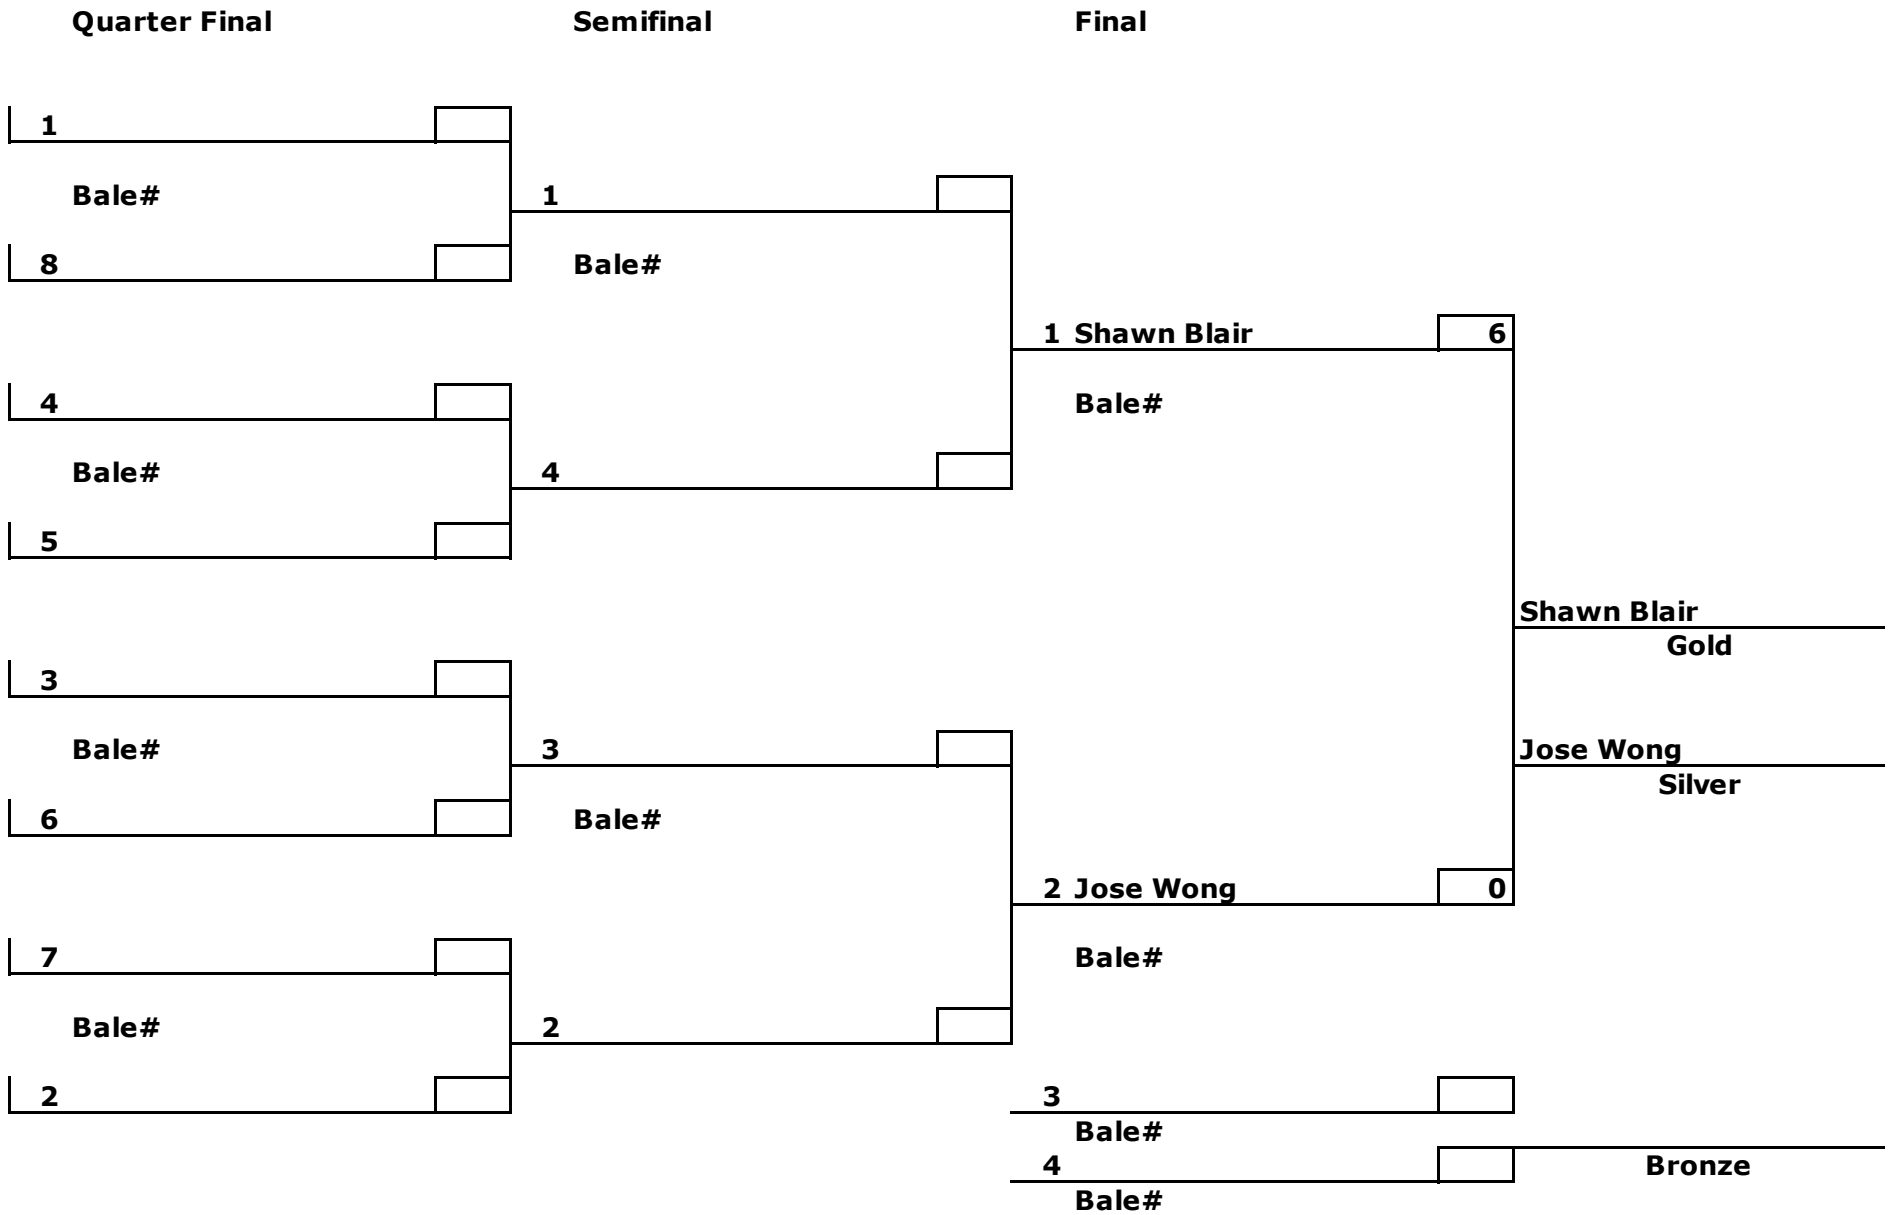 Quarter Final Semifinal Final
1
Bale# 1
8 Bale#
1 Shawn Blair 6
4 Bale#
Bale# 4
5
Shawn Blair
Gold
3
Bale# 3 Jose Wong
Silver
6 Bale#
2 Jose Wong 0
7 Bale#
Bale# 2
2 3
Bale#
4 Bronze
Bale#